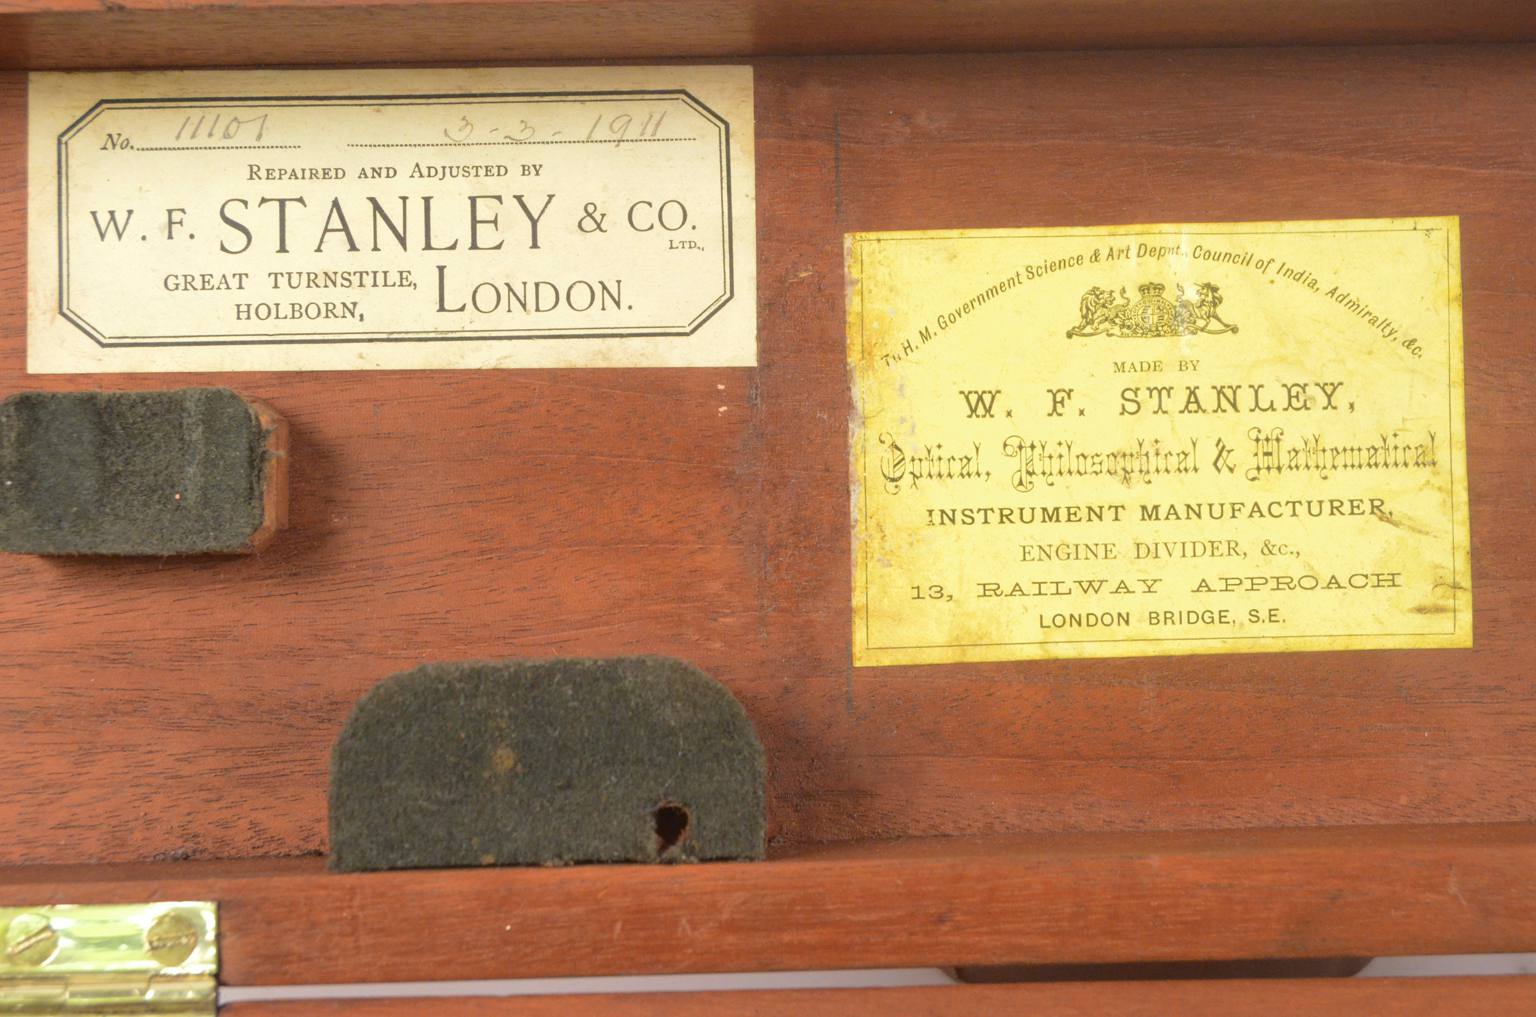 No. 11101 3-3-1911
REPAIRED AND ADJUSTED BY
W. F. STANLEY & CO.
LTD.,
GREAT TURNSTILE,
HOLBORN, LONDON.
To H. M. Government Science & Art Depnt., Council of India, Admiralty, &c.
MADE BY
W. F. STANLEY,
Optical, Philosophical & Mathematical
INSTRUMENT MANUFACTURER,
ENGINE DIVIDER, &c.,
13, RAILWAY APPROACH
LONDON BRIDGE, S.E.